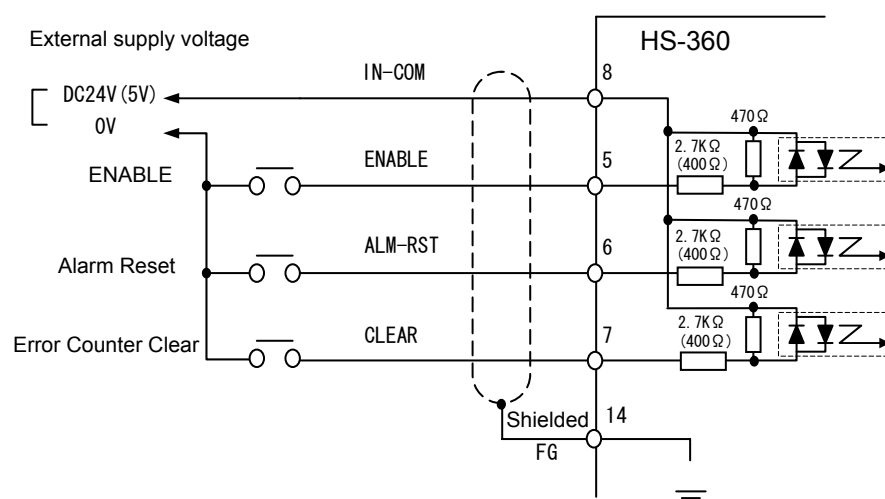 External supply voltage
HS-360
IN-COM
8
DC24V(5V)
0V
470Ω
2.7KΩ
(400Ω)
ENABLE
ENABLE
5
470Ω
2.7KΩ
(400Ω)
Alarm Reset
ALM-RST
6
470Ω
2.7KΩ
(400Ω)
Error Counter Clear
CLEAR
7
Shielded
14
FG